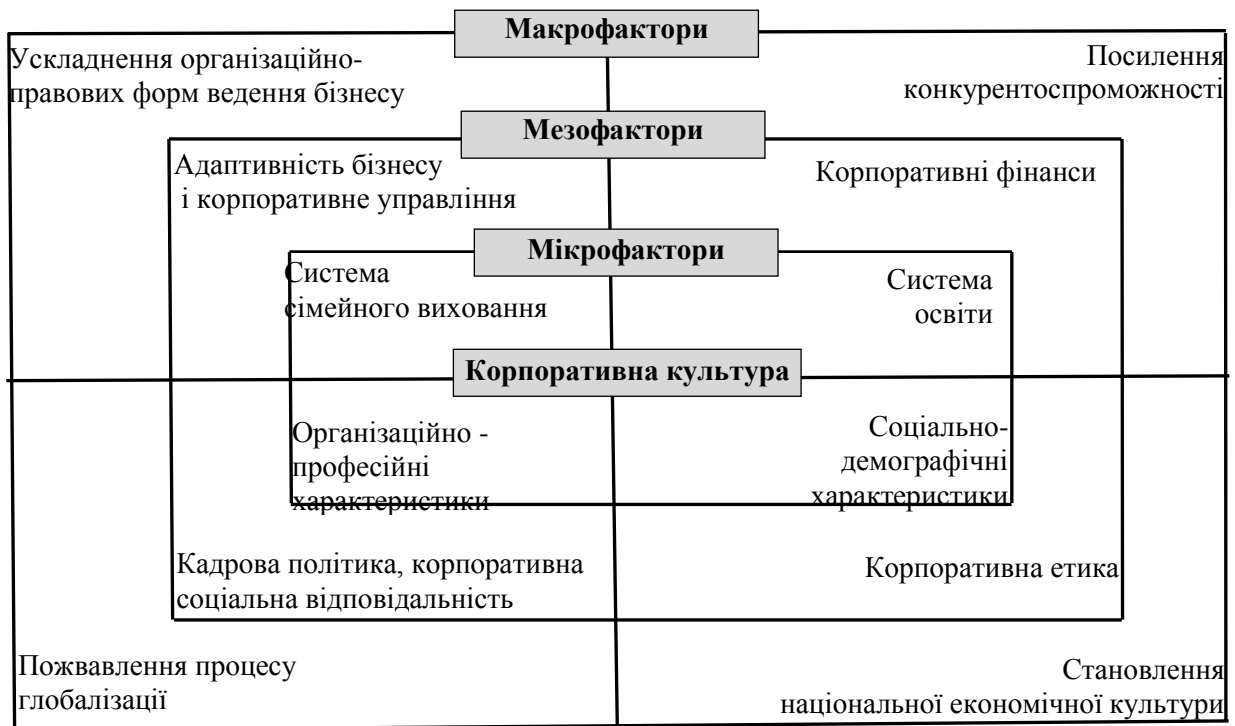 Макрофактори
Ускладнення організаційно-
правових форм ведення бізнесу
Посилення
конкурентоспроможності
Мезофактори
Адаптивність бізнесу
і корпоративне управління
Корпоративні фінанси
Мікрофактори
Система
сімейного виховання
Система
освіти
Корпоративна культура
Організаційно -
професійні
характеристики
Соціально-
демографічні
характеристики
Кадрова політика, корпоративна
соціальна відповідальність
Корпоративна етика
Пожвавлення процесу
глобалізації
Становлення
національної економічної культури